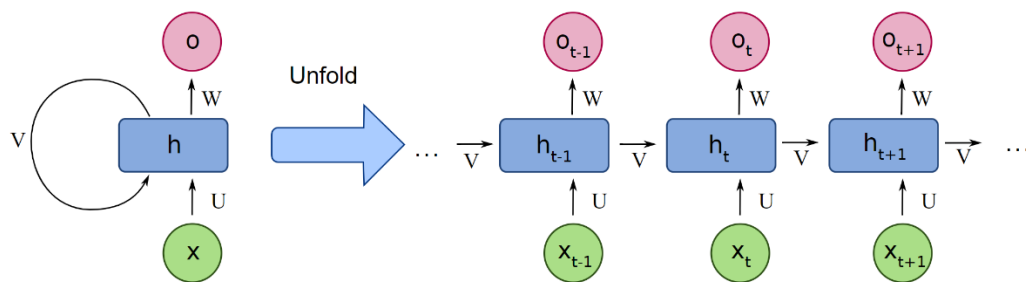 o
o_{t-1}
o_t
o_{t+1}
Unfold
W
W
W
W
V
h
...
V
h_{t-1}
V
h_t
V
h_{t+1}
V
...
U
U
U
U
x
x_{t-1}
x_t
x_{t+1}